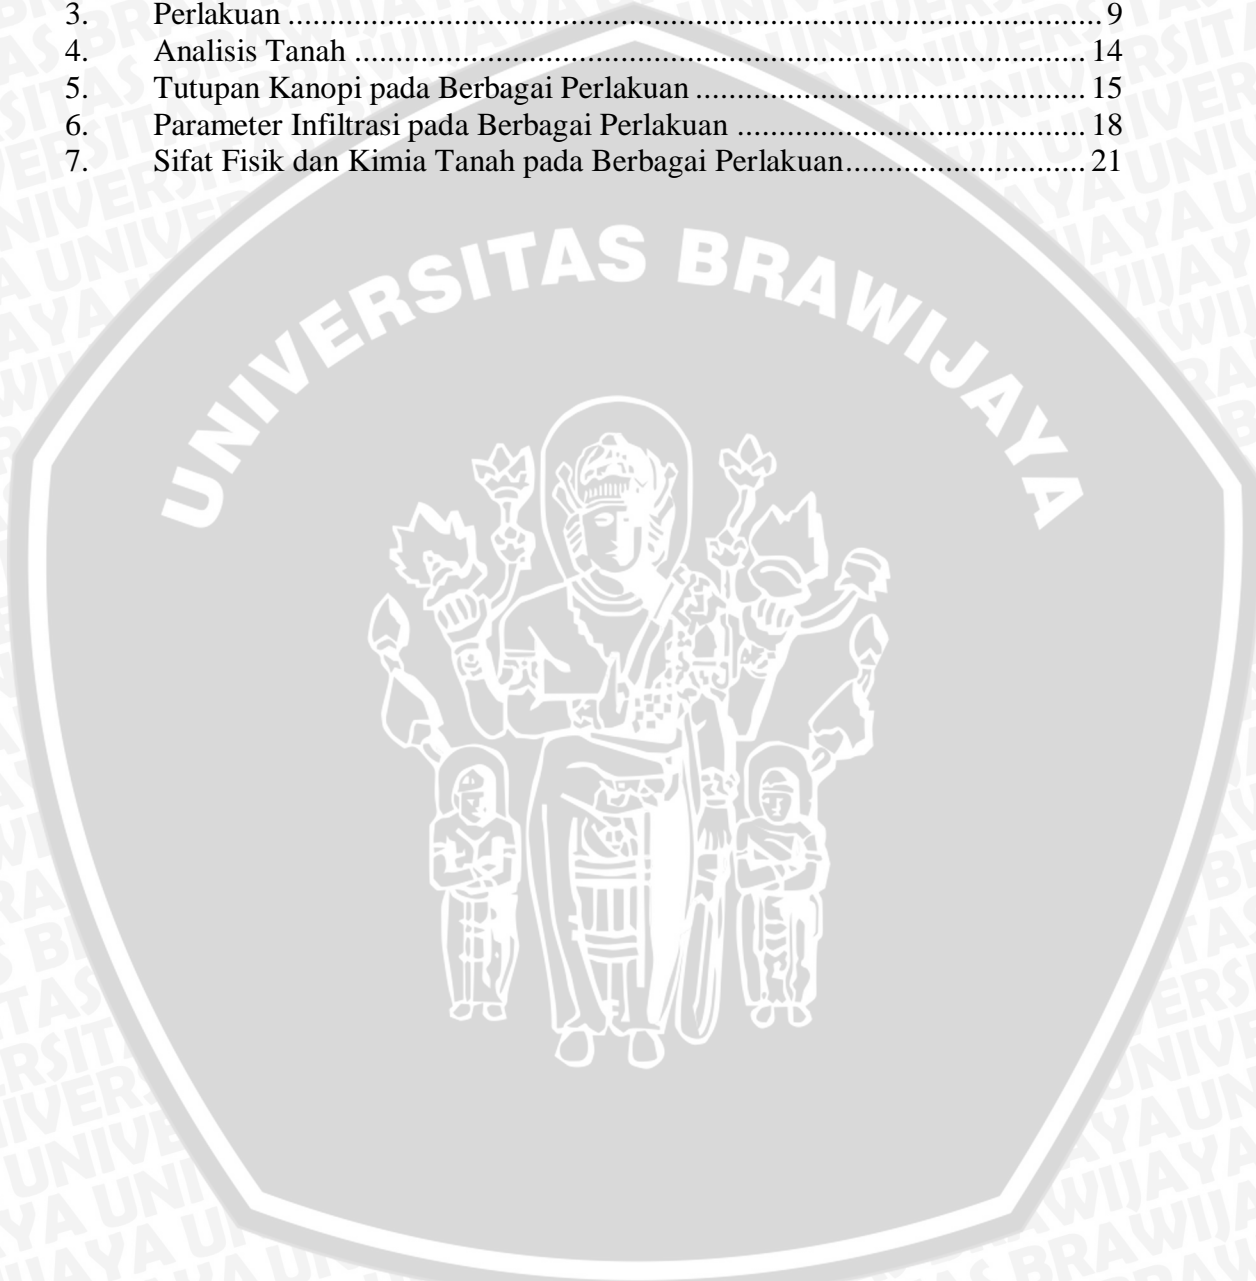 3. Perlakuan ........................................................................................................ 9
4. Analisis Tanah .............................................................................................. 14
5. Tutupan Kanopi pada Berbagai Perlakuan .................................................. 15
6. Parameter Infiltrasi pada Berbagai Perlakuan ............................................. 18
7. Sifat Fisik dan Kimia Tanah pada Berbagai Perlakuan............................... 21
UNIVERSITAS BRAWIJAYA